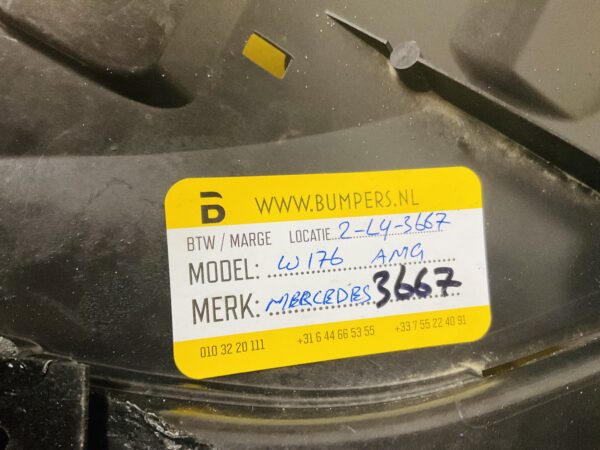 B WWW.BUMPERS.NL
BTW / MARGE LOCATIE 2-L4-3667
MODEL: W176 AMG
MERK: MERCEDES 3667
010 32 20 111 +31 6 44 66 53 55 +33 7 55 22 40 91